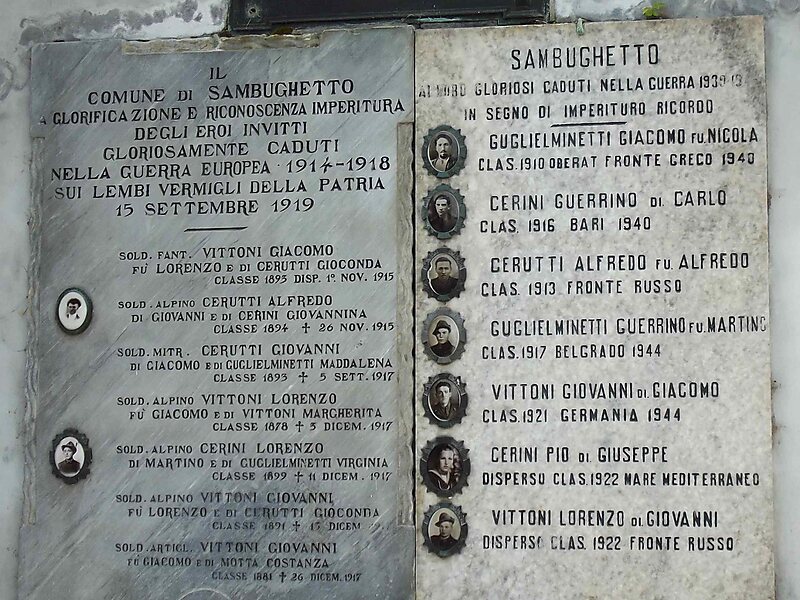 IL
COMUNE DI SAMBUGHETTO
A GLORIFICAZIONE E RICONOSCENZA IMPERITURA
DEGLI EROI INVITTI
GLORIOSAMENTE CADUTI
NELLA GUERRA EUROPEA 1914-1918
SUI LEMBI VERMIGLI DELLA PATRIA
15 SETTEMBRE 1919
SOLD. FANT. VITTONI GIACOMO
FU LORENZO E DI CERUTTI GIOCONDA
CLASSE 1895 DISP. 1º NOV. 1915
SOLD. ALPINO CERUTTI ALFREDO
DI GIOVANNI E DI CERINI GIOVANNINA
CLASSE 1894 ✝ 26 NOV. 1915
SOLD. MITR. CERUTTI GIOVANNI
DI GIACOMO E DI GUGLIELMINETTI MADDALENA
CLASSE 1893 ✝ 5 SETT. 1917
SOLD. ALPINO VITTONI LORENZO
FU GIACOMO E DI VITTONI MARGHERITA
CLASSE 1878 ✝ 3 DICEM. 1917
SOLD. ALPINO CERINI LORENZO
DI MARTINO E DI GUGLIELMINETTI VIRGINIA
CLASSE 1899 ✝ 11 DICEM. 1917
SOLD. ALPINO VITTONI GIOVANNI
FU LORENZO E DI CERUTTI GIOCONDA
CLASSE 1891 ✝ 13 DICEM.
SOLD. ARTIGL. VITTONI GIOVANNI
FU GIACOMO E DI MOTTA COSTANZA
CLASSE 1881 ✝ 26 DICEM. 1917
SAMBUGHETTO
AI LORO GLORIOSI CADUTI NELLA GUERRA
IN SEGNO DI IMPERITURO RICORDO
GUGLIELMINETTI GIACOMO FU. NICOLA
CLAS. 1910 OBERAT FRONTE GRECO 1940
CERINI GUERRINO DI CARLO
CLAS. 1916 BARI 1940
CERUTTI ALFREDO FU. ALFREDO
CLAS. 1913 FRONTE RUSSO
GUGLIELMINETTI GUERRINO FU. MARTINO
CLAS. 1917 BELGRADO 1944
VITTONI GIOVANNI DI. GIACOMO
CLAS. 1921 GERMANIA 1944
CERINI PIO DI GIUSEPPE
DISPERSO CLAS. 1922 MARE MEDITERRANEO
VITTONI LORENZO DI GIOVANNI
DISPERSO CLAS. 1922 FRONTE RUSSO